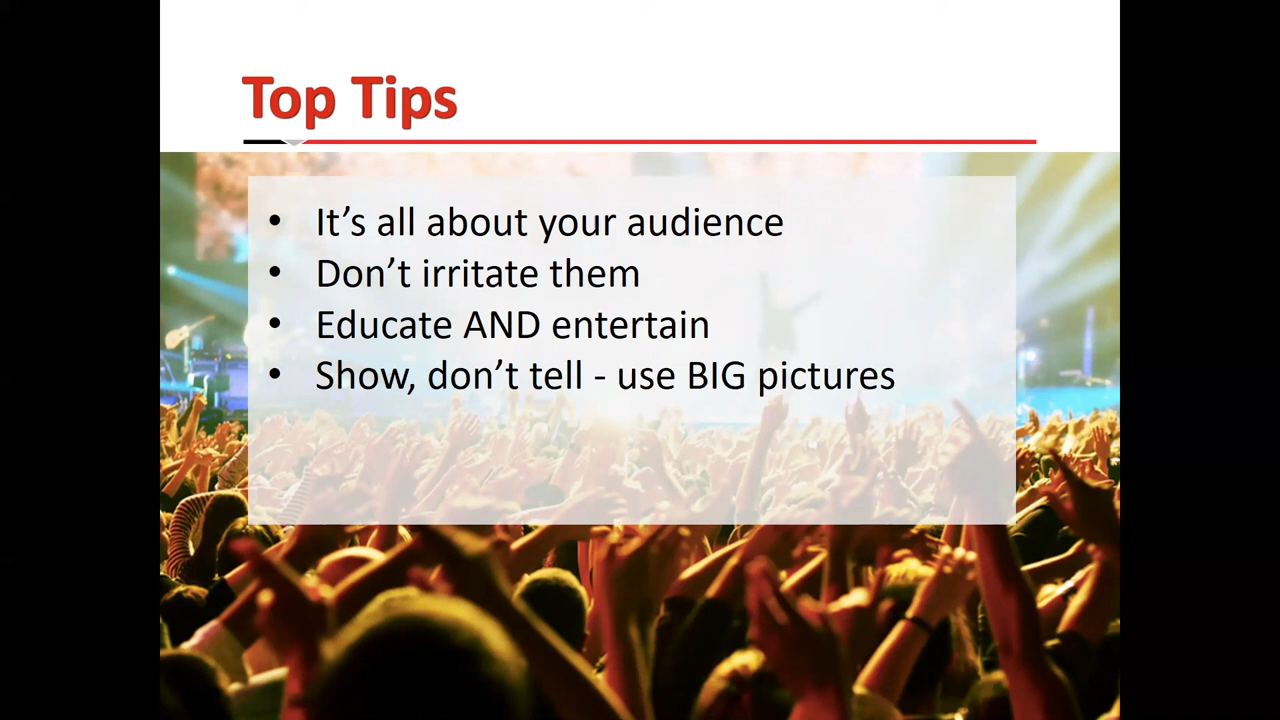 Top Tips
• It’s all about your audience
• Don’t irritate them
• Educate AND entertain
• Show, don’t tell - use BIG pictures